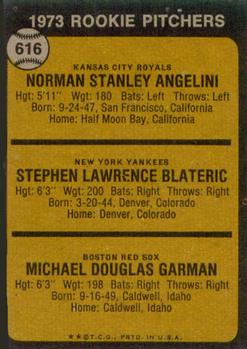 1973 ROOKIE PITCHERS
616
KANSAS CITY ROYALS
NORMAN STANLEY ANGELINI
Hgt: 5'11" Wgt: 180 Bats: Left Throws: Left
Born: 9-24-47, San Francisco, California
Home: Half Moon Bay, California
NEW YORK YANKEES
STEPHEN LAWRENCE BLATERIC
Hgt: 6'3" Wgt: 200 Bats: Right Throws: Right
Born: 3-20-44, Denver, Colorado
Home: Denver, Colorado
BOSTON RED SOX
MICHAEL DOUGLAS GARMAN
Hgt: 6'3" Wgt: 198 Bats: Right Throws: Right
Born: 9-16-49, Caldwell, Idaho
Home: Caldwell, Idaho
★★©T.C.G. PRTD. IN U.S.A.